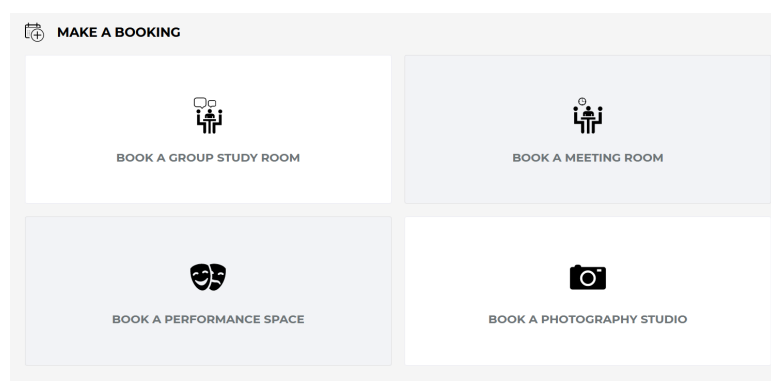 MAKE A BOOKING
BOOK A GROUP STUDY ROOM
BOOK A MEETING ROOM
BOOK A PERFORMANCE SPACE
BOOK A PHOTOGRAPHY STUDIO